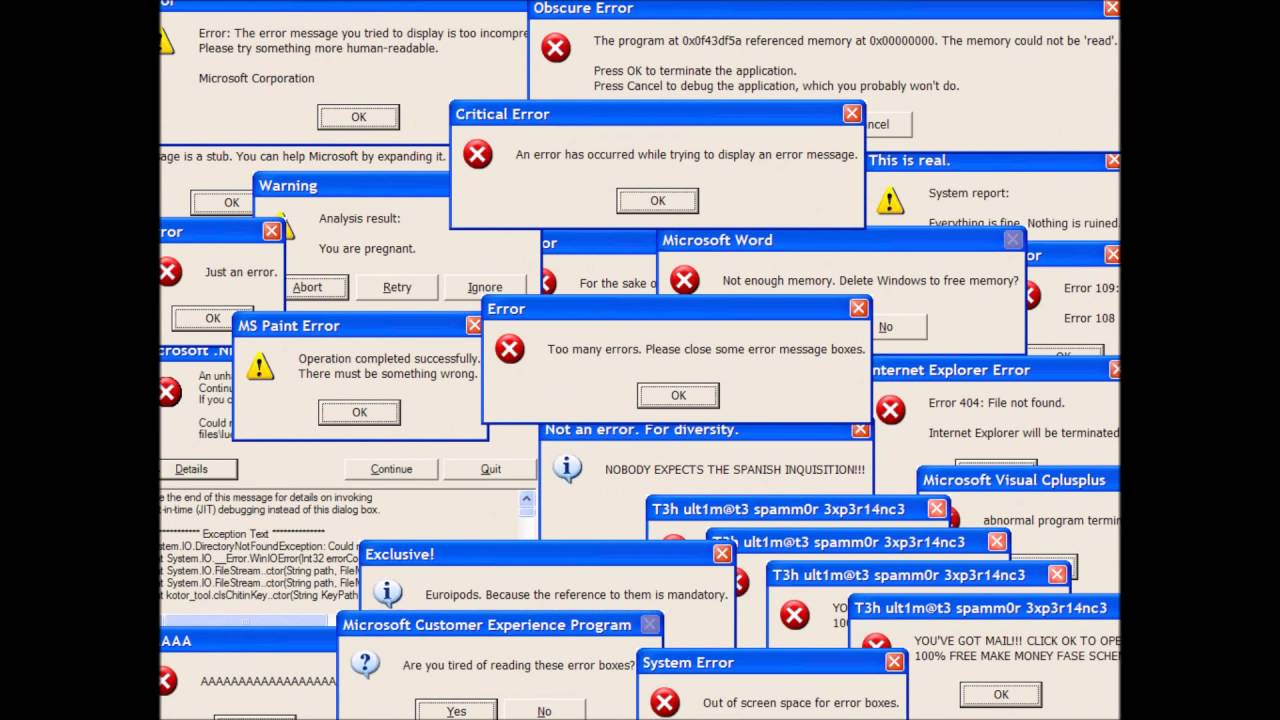 Error: The error message you tried to display is too
Please try something more human-readable.
Microsoft Corporation
OK
Obscure Error
The program at 0x0f43df5a referenced memory at 0x00000000. The memory could not be 'read'.
Press OK to terminate the application.
Press Cancel to debug the application, which you probably won't do.
ncel
Critical Error
An error has occurred while trying to display an error message.
OK
age is a stub. You can help Microsoft by expanding it.
OK
This is real.
System report:
Everything is fine. Nothing is ruined
Warning
Analysis result:
You are pregnant.
Abort
Retry
Ignore
ror
Just an error.
OK
or
For the sake o
Microsoft Word
Not enough memory. Delete Windows to free memory?
No
or
Error 109:
Error 108
OK
MS Paint Error
Operation completed successfully.
There must be something wrong.
OK
Error
Too many errors. Please close some error message boxes.
OK
crosoft .N
An unh
Continu
If you c
Could n
files\luc
Details
Continue
Quit
e the end of this message for details on invoking
t-in-time (JIT) debugging instead of this dialog box.
************** Exception Text **************
stem.IO.DirectoryNotFoundException: Could
t System.IO.__Error.WinIOError(Int32 errorCo
t System.IO.FileStream..ctor(String path, FileM
t System.IO.FileStream..ctor(String path, FileM
t kotor_tool.clsChitinKey..ctor(String KeyPath
nternet Explorer Error
Error 404: File not found.
Internet Explorer will be terminated
Not an error. For diversity.
NOBODY EXPECTS THE SPANISH INQUISITION!!!
Microsoft Visual Cplusplus
abnormal program termin
T3h ult1m@t3 spamm0r 3xp3r14nc3
T3h ult1m@t3 spamm0r 3xp3r14nc3
T3h ult1m@t3 spamm0r 3xp3r14nc3
YO
10
T3h ult1m@t3 spamm0r 3xp3r14nc3
YOU'VE GOT MAIL!!! CLICK OK TO OPE
100% FREE MAKE MONEY FASE SCHEM
OK
Exclusive!
Euroipods. Because the reference to them is mandatory.
AAA
AAAAAAAAAAAAAAAAA
Microsoft Customer Experience Program
Are you tired of reading these error boxes?
Yes
No
System Error
Out of screen space for error boxes.